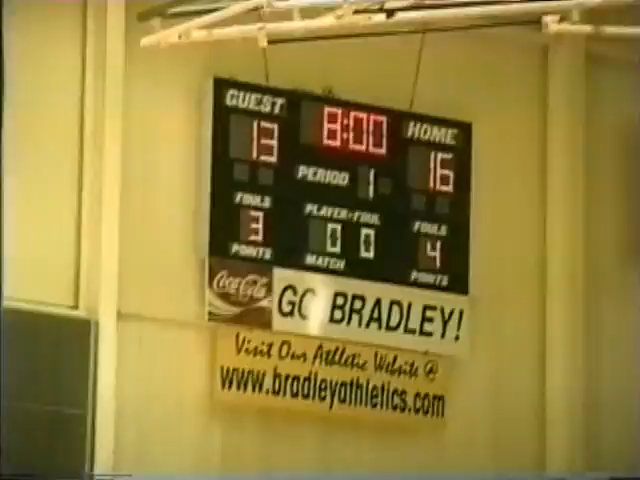 GUEST 8:00 HOME
13 16
PERIOD 1
FOULS PLAYER-FOUL FOULS
3 0 0 4
POINTS MATCH POINTS
Coca-Cola GO BRADLEY!
Visit Our Athletic Website @
www.bradleyathletics.com